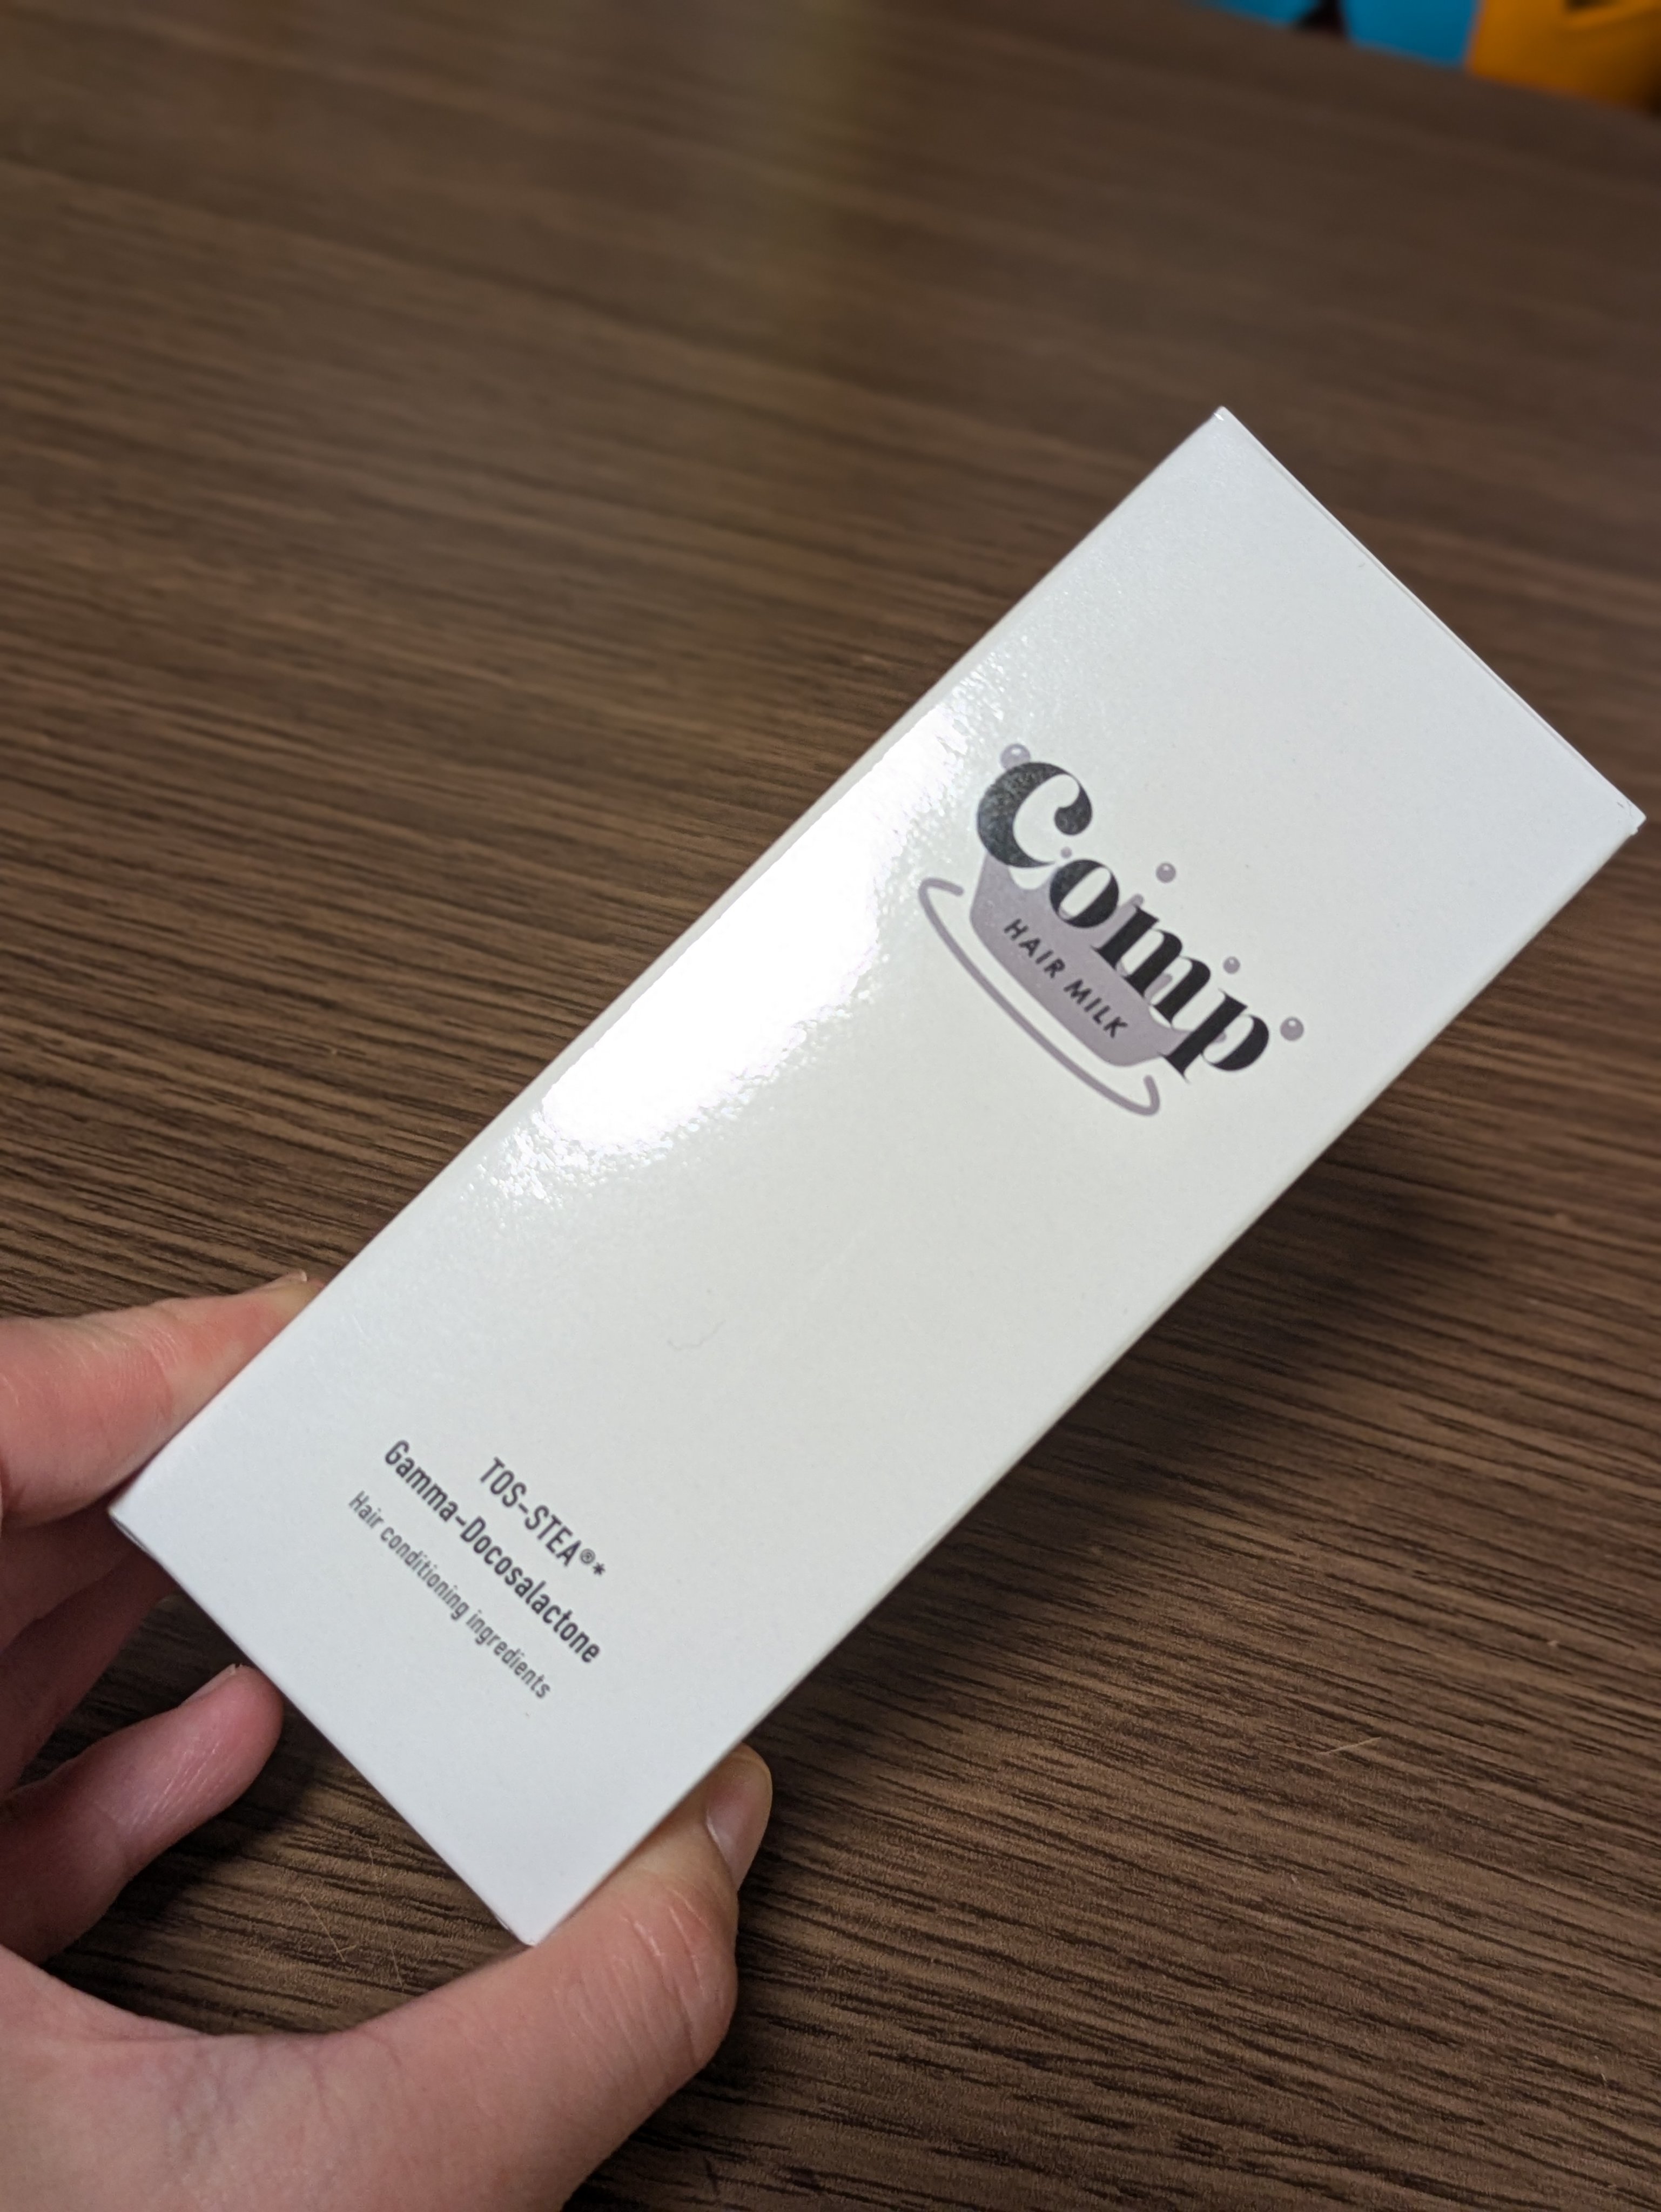 Comp
HAIR MILK
TOS-STEA®*
Gamma-Docosalactone
Hair conditioning ingredients